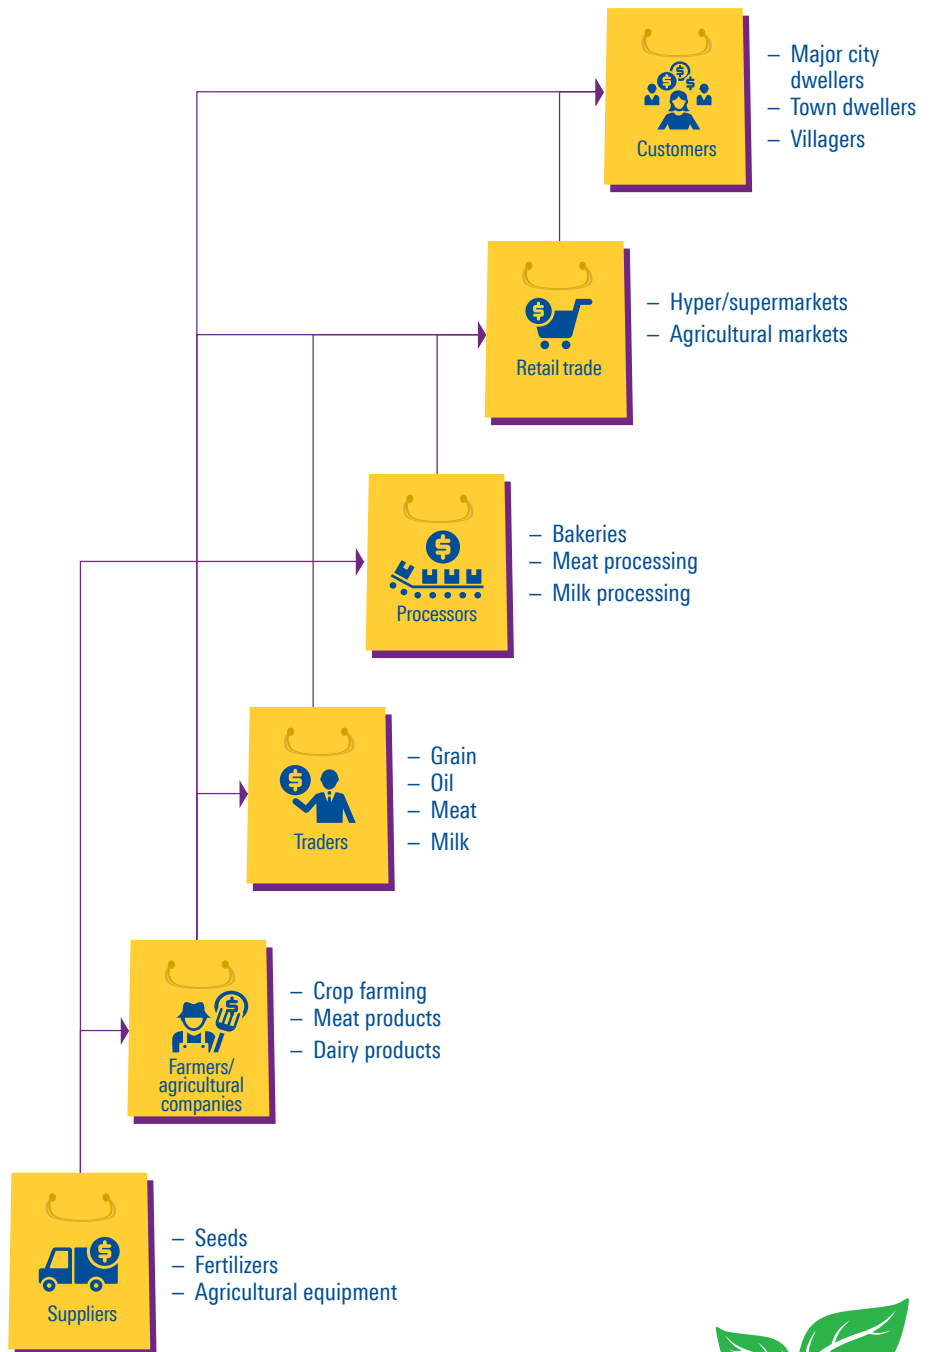 – Major city
dwellers
– Town dwellers
– Villagers
Customers
– Hyper/supermarkets
– Agricultural markets
Retail trade
– Bakeries
– Meat processing
– Milk processing
Processors
– Grain
– Oil
– Meat
– Milk
Traders
– Crop farming
– Meat products
– Dairy products
Farmers/
agricultural
companies
– Seeds
– Fertilizers
– Agricultural equipment
Suppliers